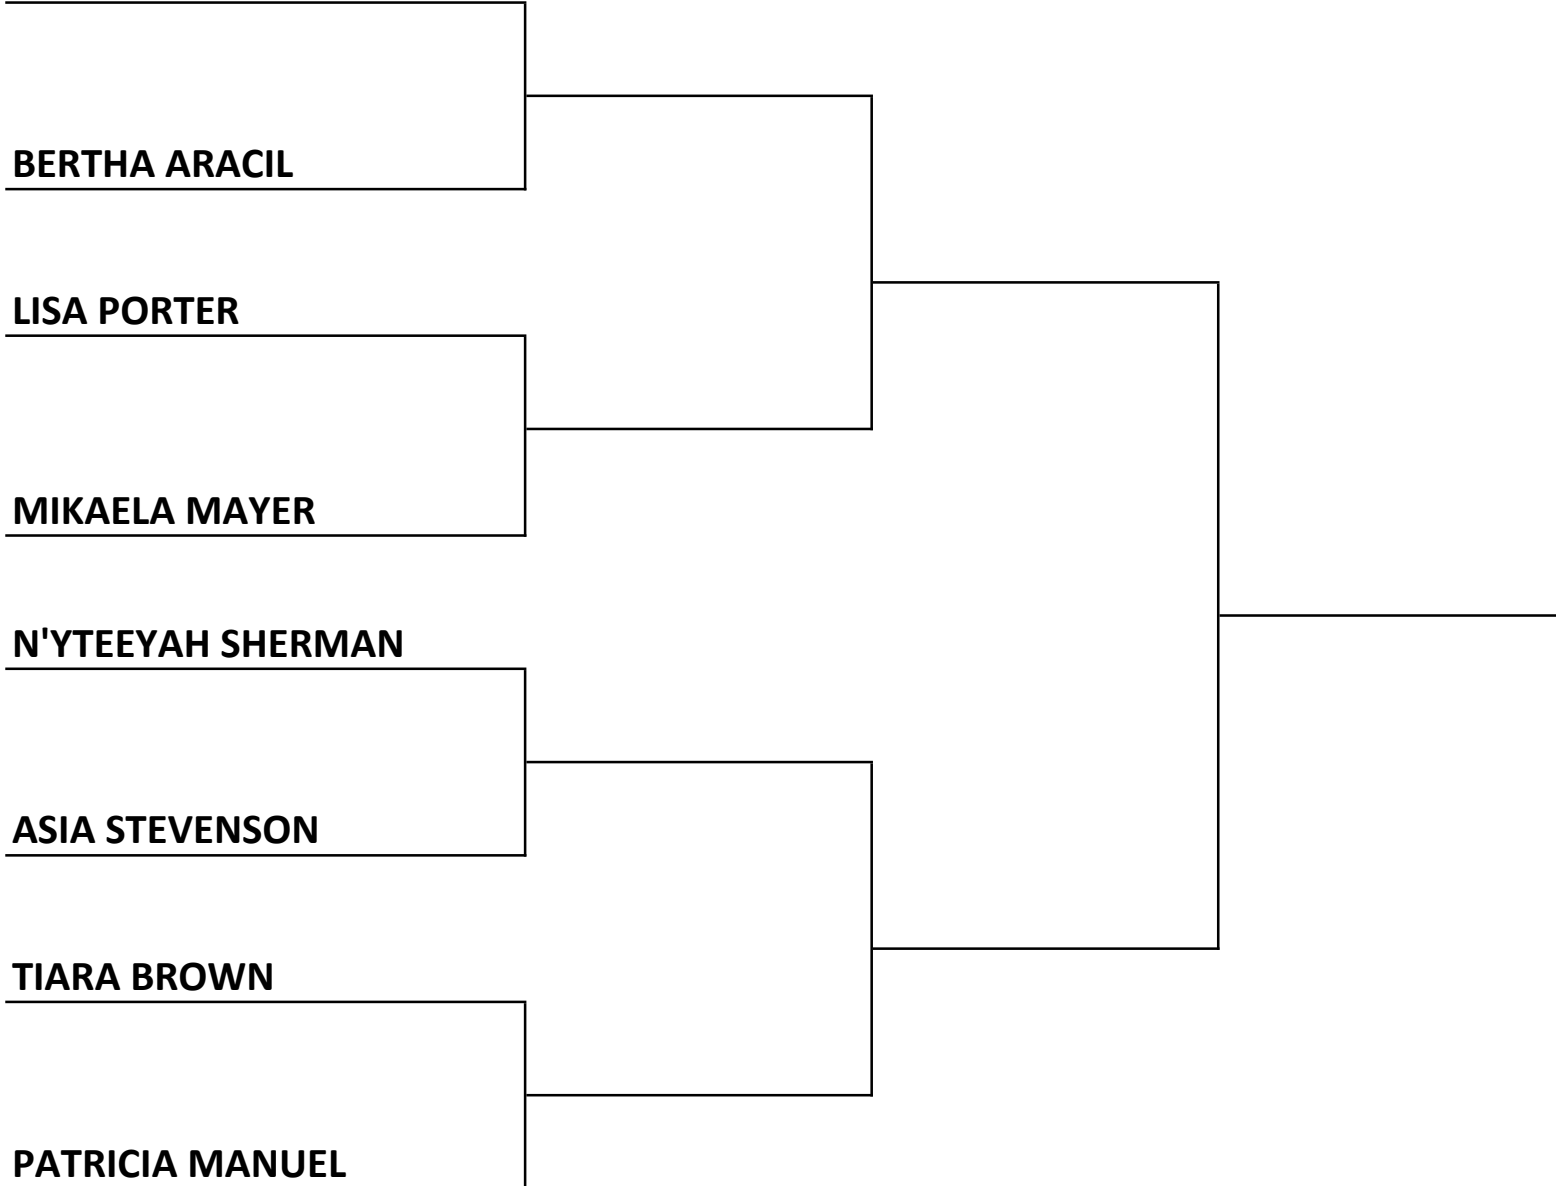 BERTHA ARACIL
LISA PORTER
MIKAELA MAYER
N'YTEEYAH SHERMAN
ASIA STEVENSON
TIARA BROWN
PATRICIA MANUEL